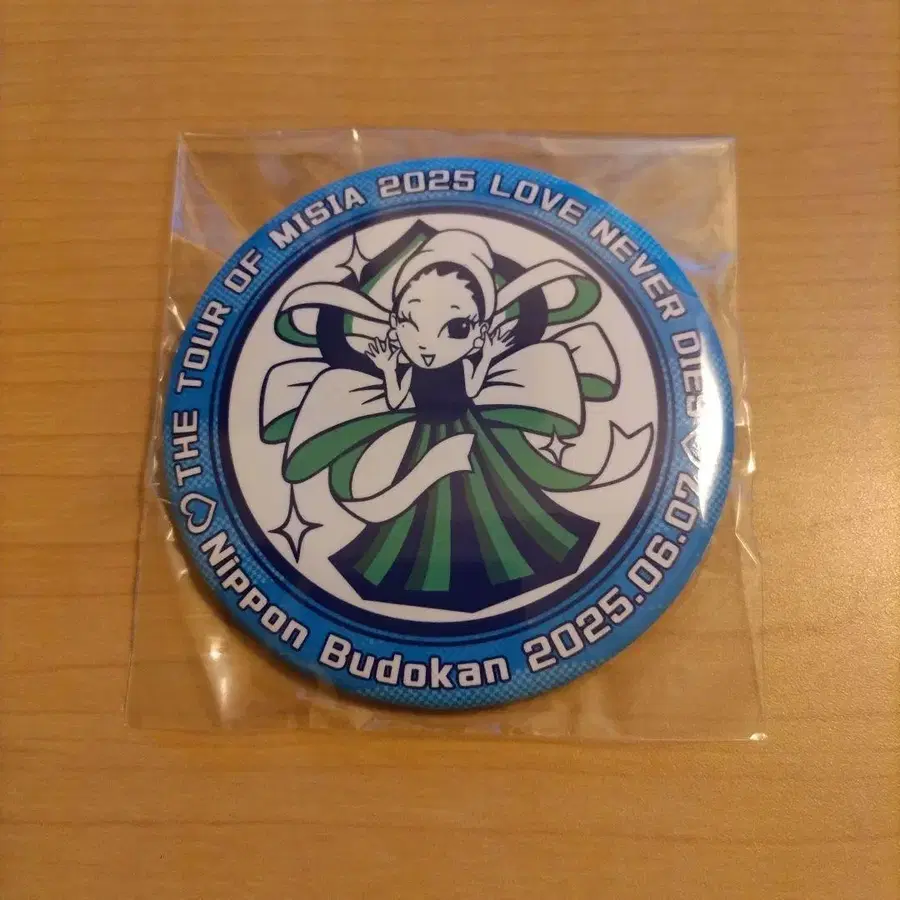 THE TOUR OF MISIA 2025 LOVE NEVER DIES
Nippon Budokan 2025.06.07